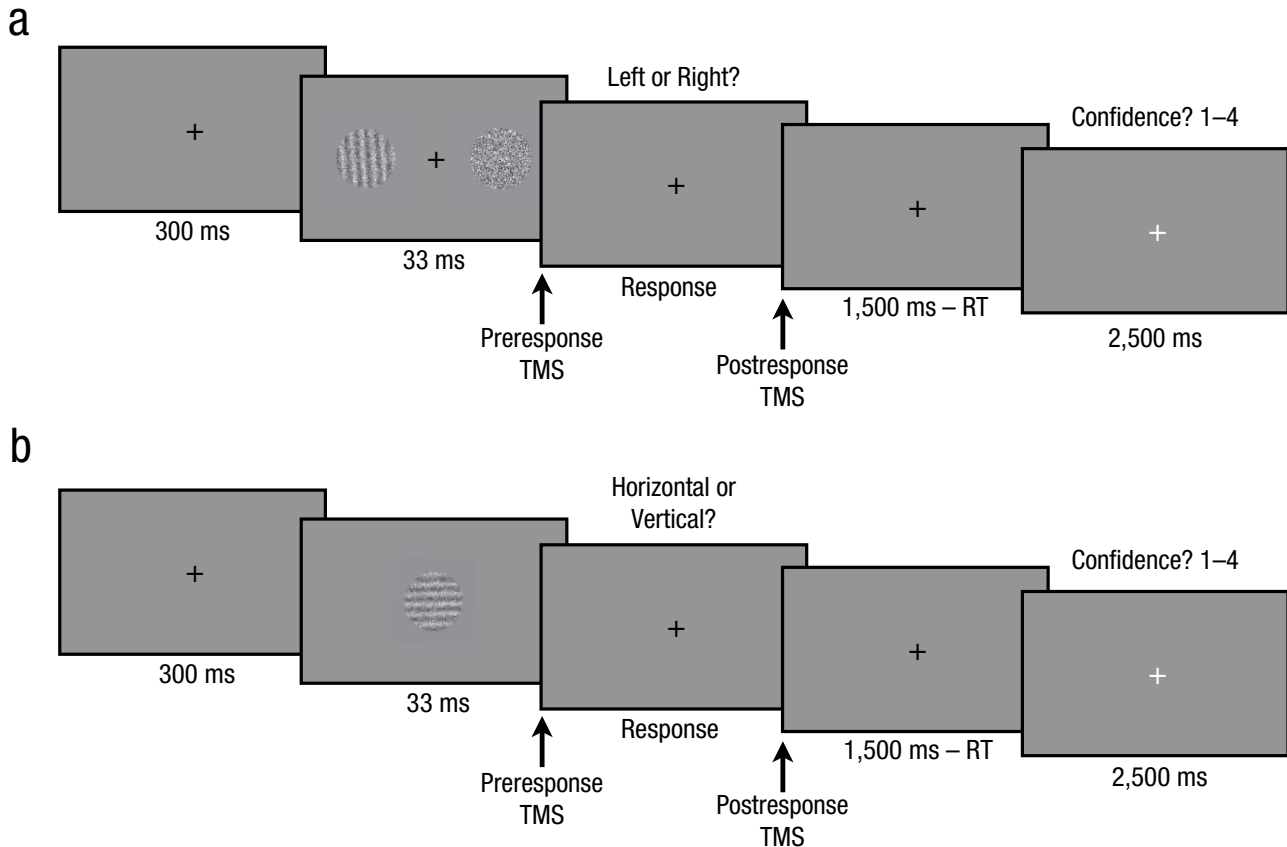 a
Left or Right?
Confidence? 1–4
300 ms
33 ms
Response
1,500 ms – RT
2,500 ms
Preresponse
TMS
Postresponse
TMS
b
Horizontal or
Vertical?
Confidence? 1–4
300 ms
33 ms
Response
1,500 ms – RT
2,500 ms
Preresponse
TMS
Postresponse
TMS